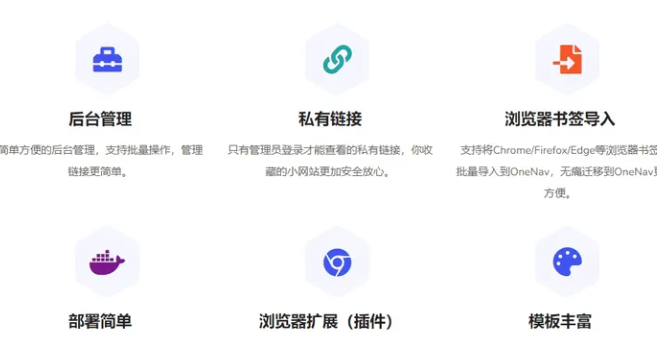 后台管理
私有链接
浏览器书签导入
简单方便的后台管理，支持批量操作，管理
链接更简单。
只有管理员登录才能查看的私有链接，你收
藏的小网站更加安全放心。
支持将Chrome/Firefox/Edge等浏览器书签
批量导入到OneNav，无痛迁移到OneNav更
方便。
部署简单
浏览器扩展（插件）
模板丰富